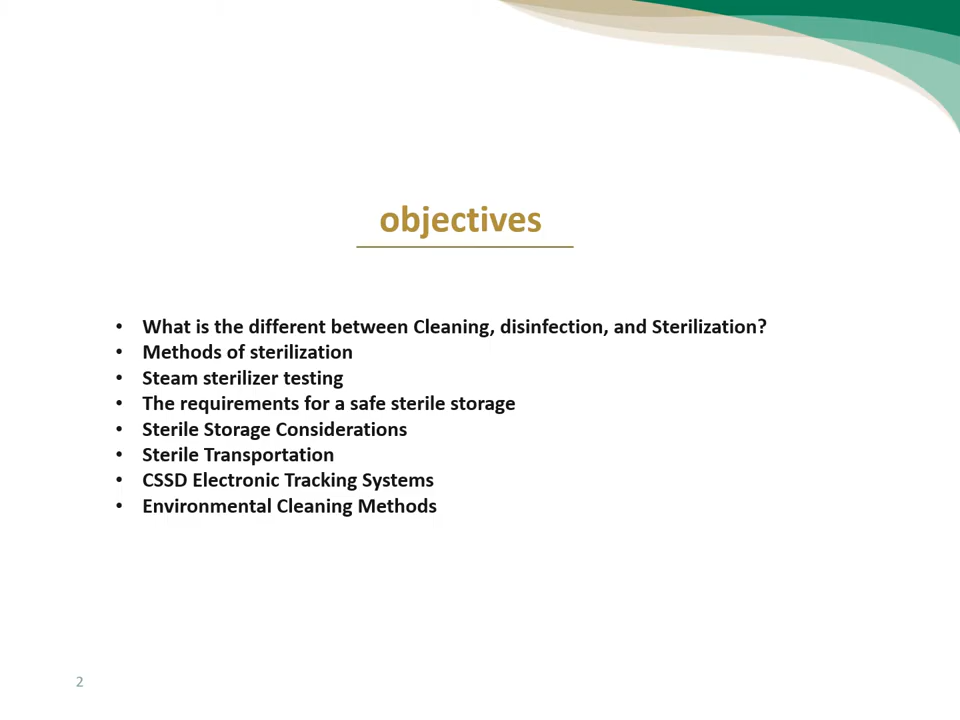 objectives
• What is the different between Cleaning, disinfection, and Sterilization?
• Methods of sterilization
• Steam sterilizer testing
• The requirements for a safe sterile storage
• Sterile Storage Considerations
• Sterile Transportation
• CSSD Electronic Tracking Systems
• Environmental Cleaning Methods
2